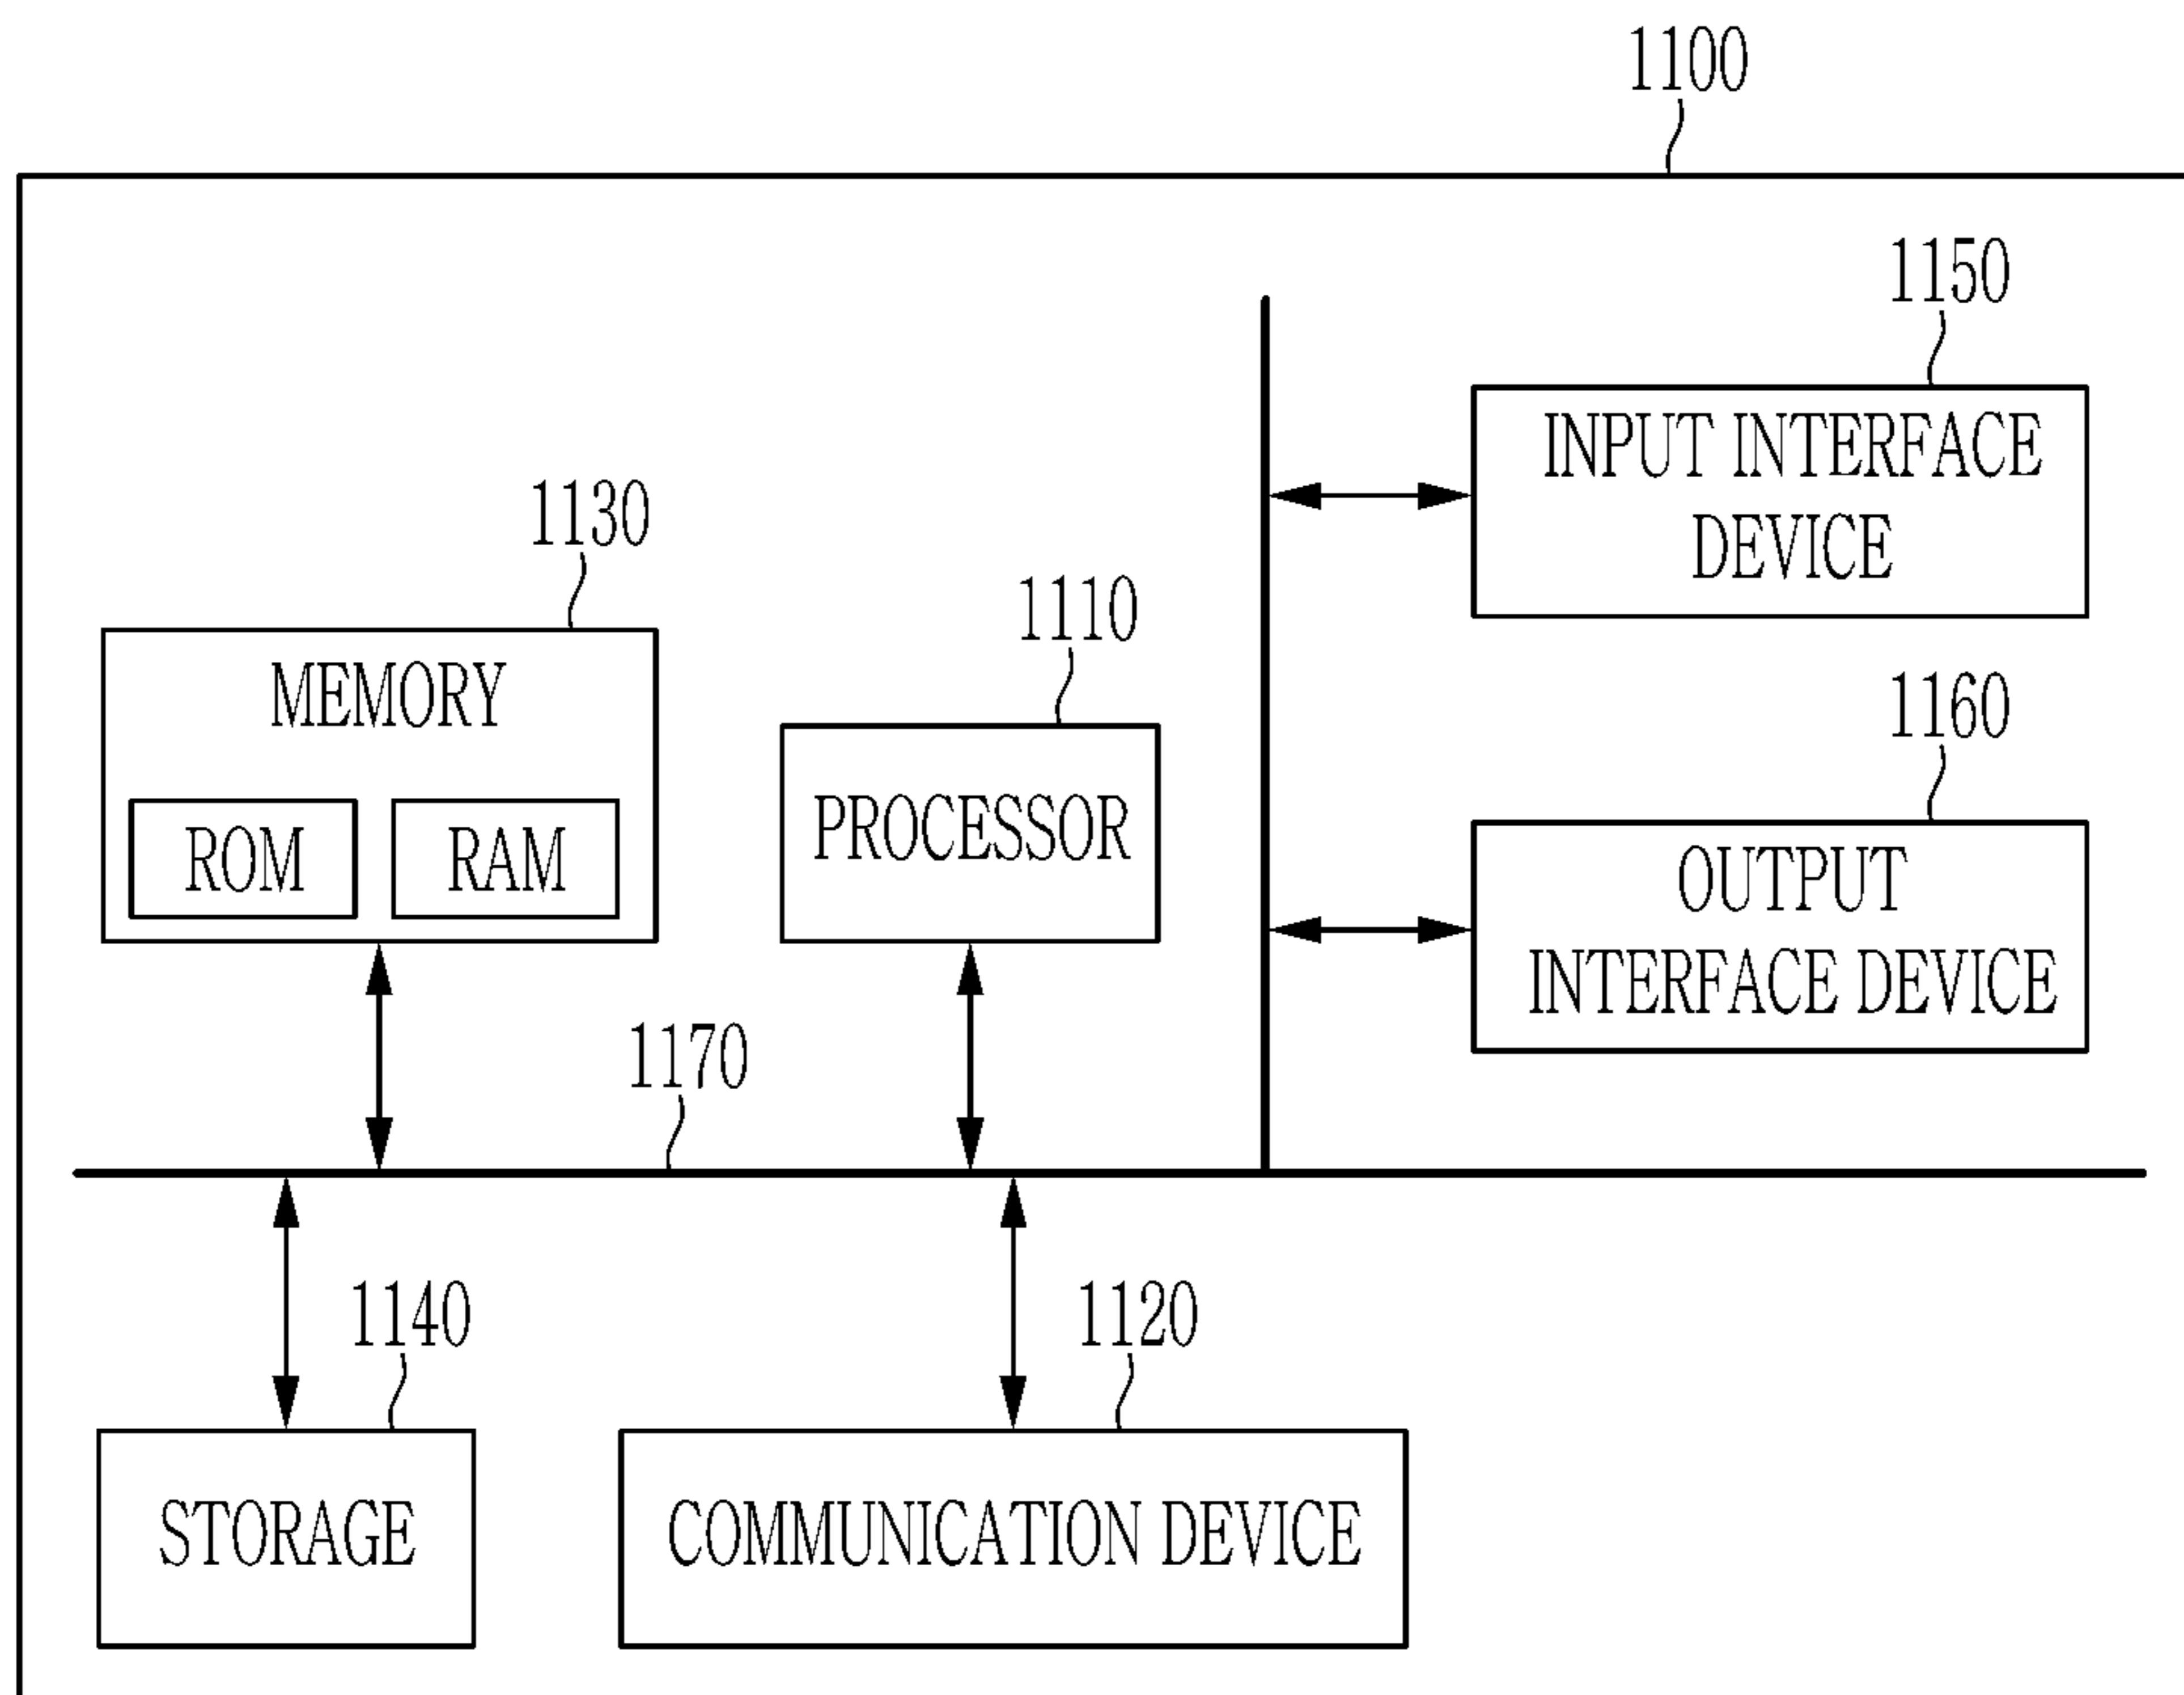 1100
1150
INPUT INTERFACE
DEVICE
1130
MEMORY
ROM
RAM
1110
PROCESSOR
1160
OUTPUT
INTERFACE DEVICE
1170
1140
STORAGE
1120
COMMUNICATION DEVICE